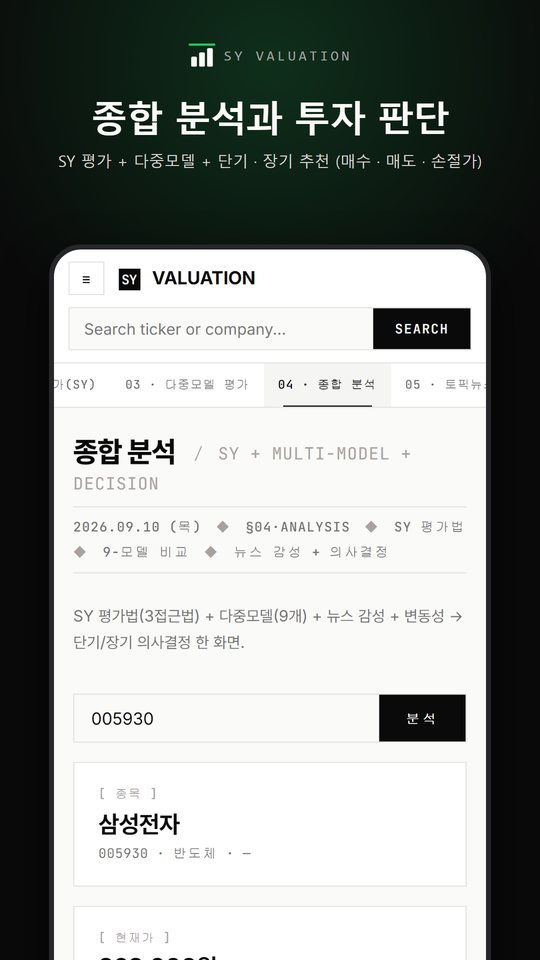 SY VALUATION
종합 분석과 투자 판단
SY 평가 + 다중모델 + 단기 · 장기 추천 (매수 · 매도 · 손절가)
≡ SY VALUATION
Search ticker or company... SEARCH
가(SY) 03 · 다중모델 평가 04 · 종합 분석 05 · 토픽뉴
종합 분석 / SY + MULTI-MODEL +
DECISION
2026.09.10 (목) ◆ §04·ANALYSIS ◆ SY 평가법
◆ 9-모델 비교 ◆ 뉴스 감성 + 의사결정
SY 평가법(3접근법) + 다중모델(9개) + 뉴스 감성 + 변동성 →
단기/장기 의사결정 한 화면.
005930 분석
[ 종목 ]
삼성전자
005930 · 반도체 · —
[ 현재가 ]